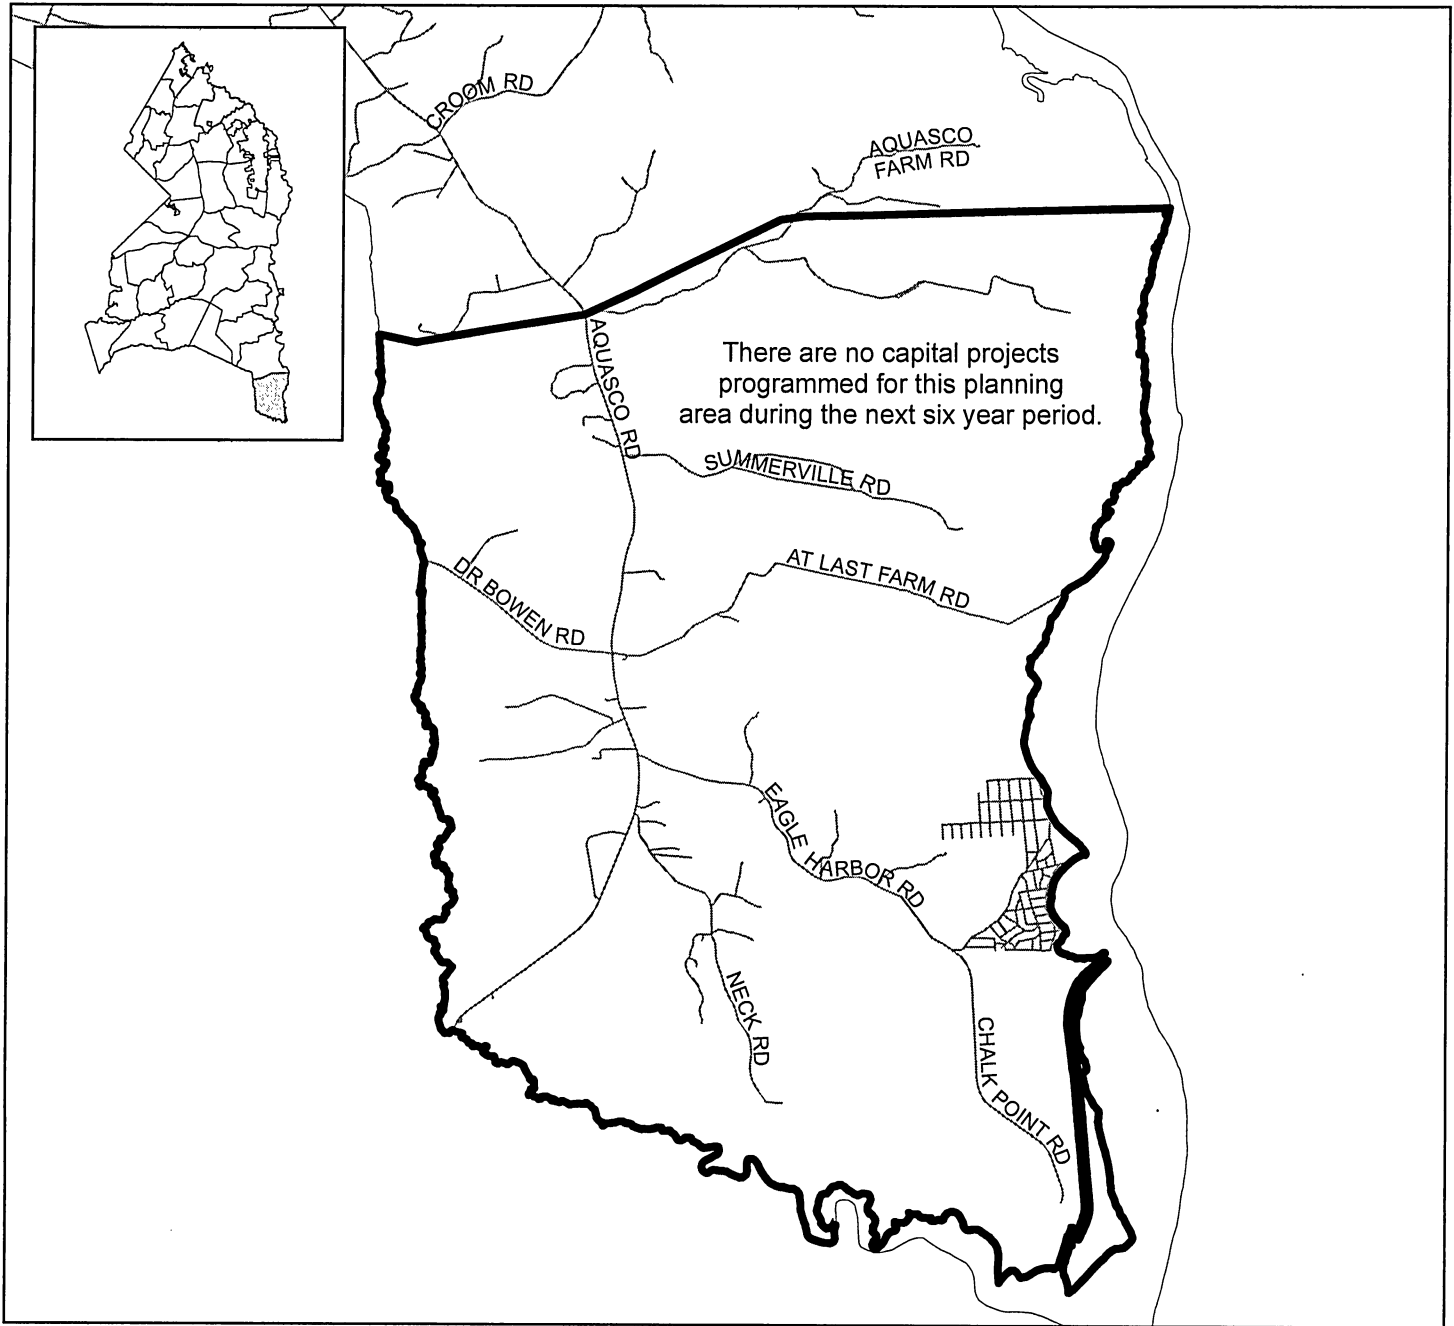 CROOM RD
AQUASCO
FARM RD
AQUASCO RD
There are no capital projects
programmed for this planning
area during the next six year period.
SUMMERVILLE RD
AT LAST FARM RD
DR BOWEN RD
EAGLE HARBOR RD
NECK RD
CHALK POINT RD